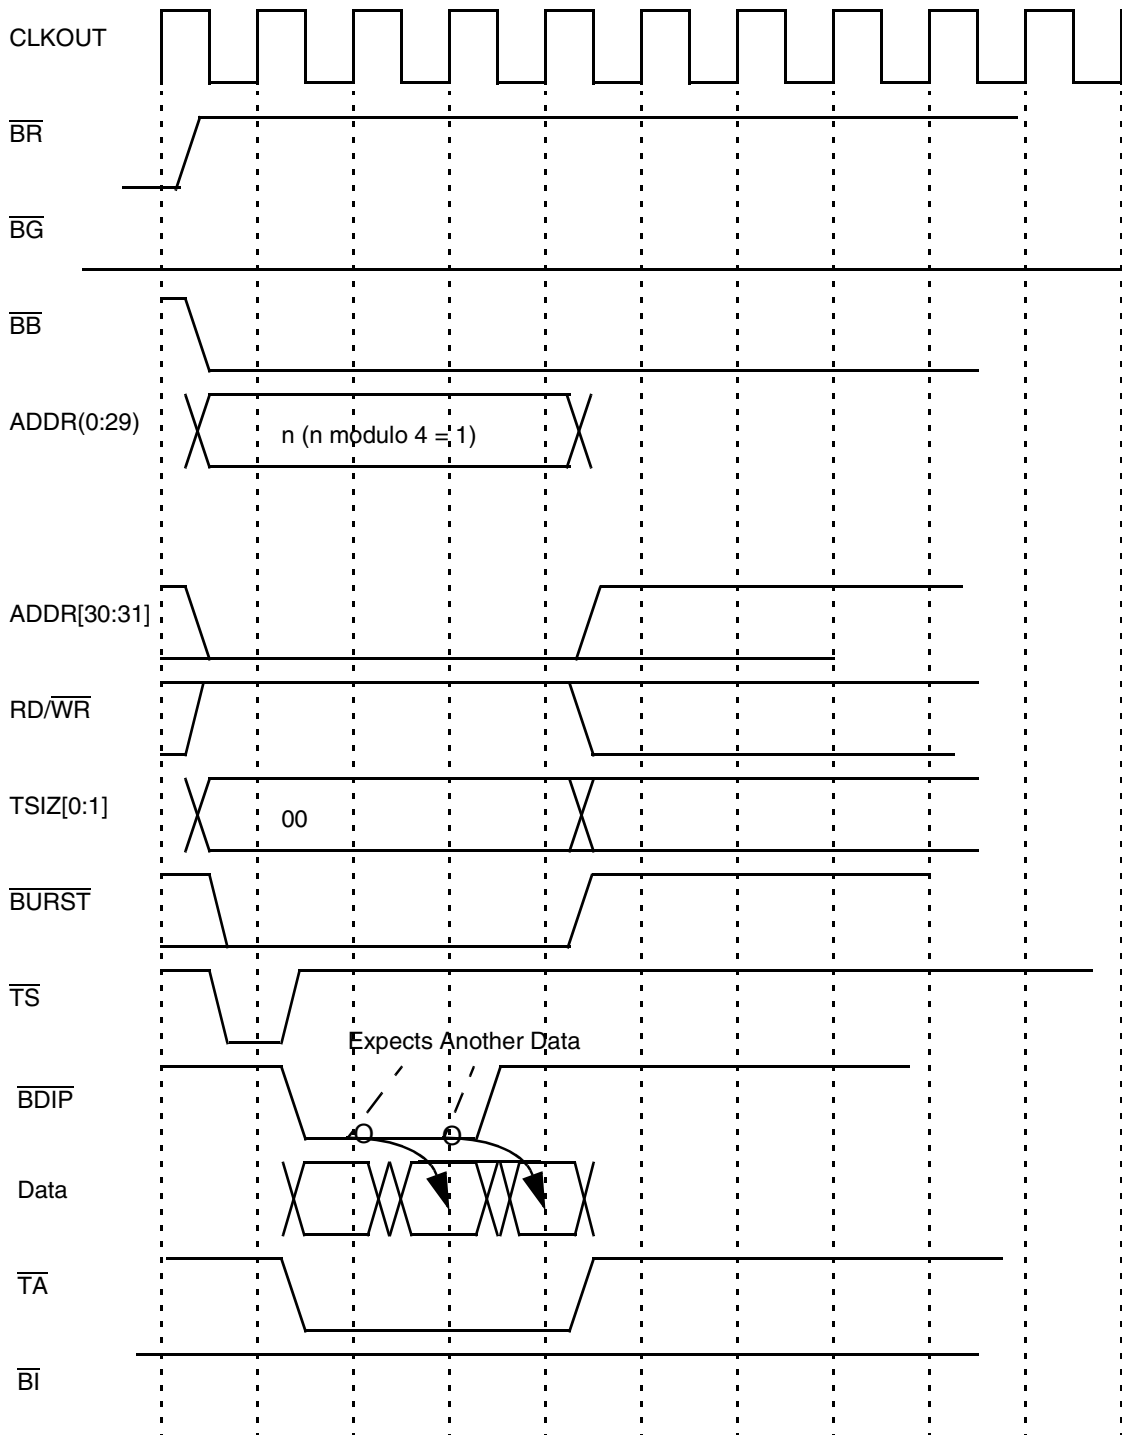 CLKOUT
BR
BG
BB
ADDR(0:29)
n (n modulo 4 = 1)
ADDR[30:31]
RD/WR
TSIZ[0:1]
00
BURST
TS
Expects Another Data
BDIP
Data
TA
BI